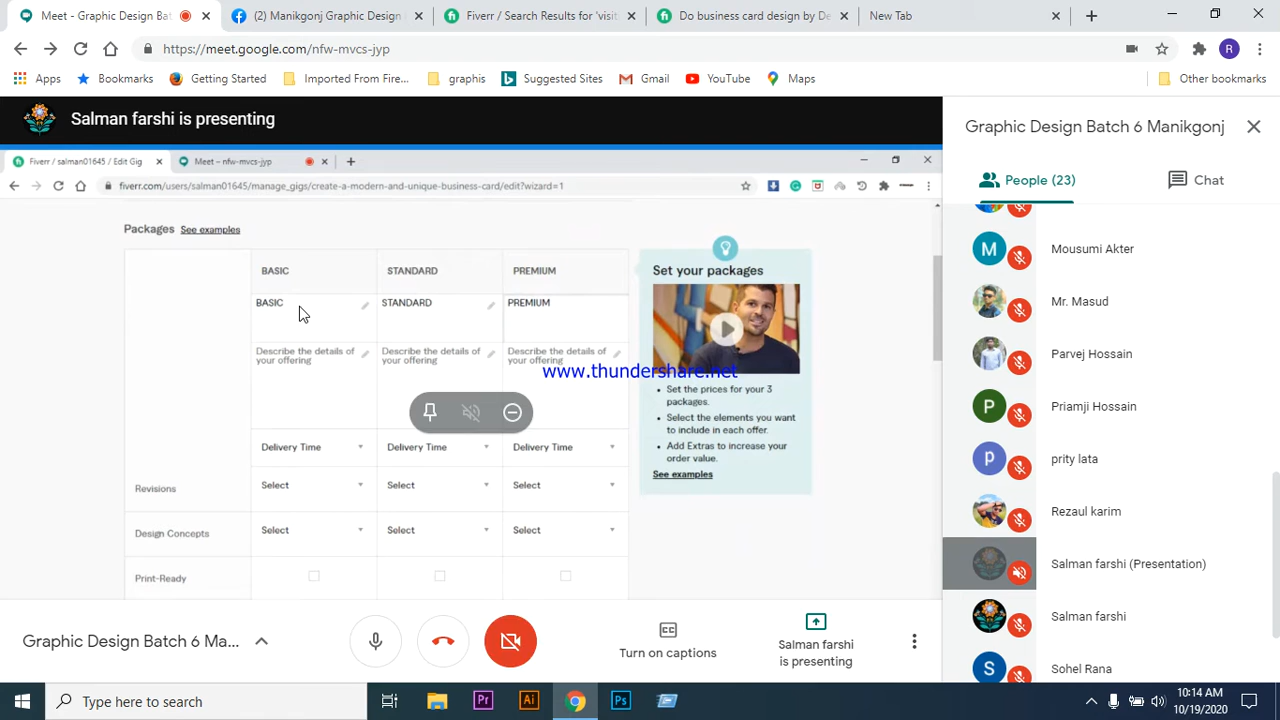 Meet - Graphic Design Bat
(2) Manikgonj Graphic Design
Fiverr / Search Results for 'visit
Do business card design by De
New Tab
https://meet.google.com/nfw-mvcs-jyp
R
Apps
Bookmarks
Getting Started
Imported From Fire...
graphis
Suggested Sites
Gmail
YouTube
Maps
Other bookmarks
Salman farshi is presenting
Graphic Design Batch 6 Manikgonj
People (23)
Chat
Fiverr / salman01645 / Edit Gig
Meet – nfw-mvcs-jyp
fiverr.com/users/salman01645/manage_gigs/create-a-modern-and-unique-business-card/edit?wizard=1
Packages See examples
BASIC
STANDARD
PREMIUM
BASIC
STANDARD
PREMIUM
Describe the details of
your offering
Describe the details of
your offering
Describe the details of
your offering
Delivery Time
Delivery Time
Delivery Time
Revisions
Select
Select
Select
Design Concepts
Select
Select
Select
Print-Ready
Set your packages
www.thundershare.net
Set the prices for your 3
packages.
Select the elements you want
to include in each offer.
Add Extras to increase your
order value.
See examples
M
Mousumi Akter
Mr. Masud
Parvej Hossain
P
Priamji Hossain
p
prity lata
Rezaul karim
Salman farshi (Presentation)
Salman farshi
S
Sohel Rana
Graphic Design Batch 6 Ma...
CC
Turn on captions
Salman farshi
is presenting
Type here to search
Pr
Ai
Ps
10:14 AM
10/19/2020